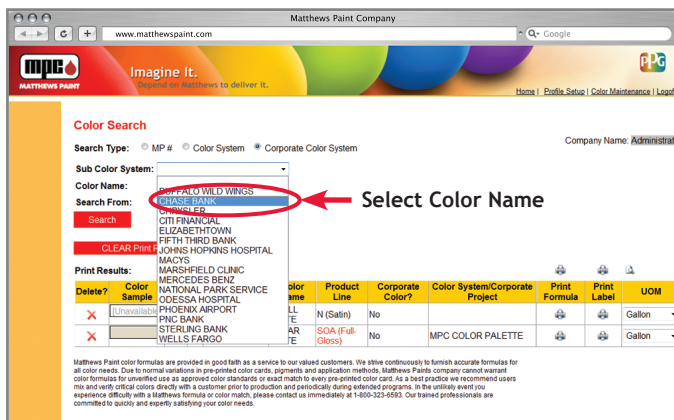 Matthews Paint Company
www.matthewspaint.com
Google
mpc
MATTHEWS PAINT
Imagine It.
Depend on Matthews to deliver it.
PPG
Home | Profile Setup | Color Maintenance | Logof
Color Search
Company Name: Administrat
Search Type: MP # Color System Corporate Color System
Sub Color System:
Color Name:
Search From:
Search
CLEAR Print R
BUFFALO WILD WINGS
CHASE BANK
CHRYSLER
CITI FINANCIAL
ELIZABETHTOWN
FIFTH THIRD BANK
JOHNS HOPKINS HOSPITAL
MACYS
MARSHFIELD CLINIC
MERCEDES BENZ
NATIONAL PARK SERVICE
ODESSA HOSPITAL
PHOENIX AIRPORT
PNC BANK
STERLING BANK
WELLS FARGO
Select Color Name
Print Results:
Delete? Color Sample olor ame Product Line Corporate Color? Color System/Corporate Project Print Formula Print Label UOM
[Unavailable LL TE N (Satin) No Gallon
AR TE SOA (Full-Gloss) No MPC COLOR PALETTE Gallon
Matthews Paint color formulas are provided in good faith as a service to our valued customers. We strive continuously to furnish accurate formulas for
all color needs. Due to normal variations in pre-printed color cards, pigments and application methods, Matthews Paints company cannot warrant
color formulas for unverified use as approved color standards or exact match to every pre-printed color card. As a best practice we recommend users
mix and verify critical colors directly with a customer prior to production and periodically during extended programs. In the unlikely event you
experience difficulty with a Matthews formula or color match, please contact us immediately at 1-800-323-6593. Our trained professionals are
committed to quickly and expertly satisfying your color needs.